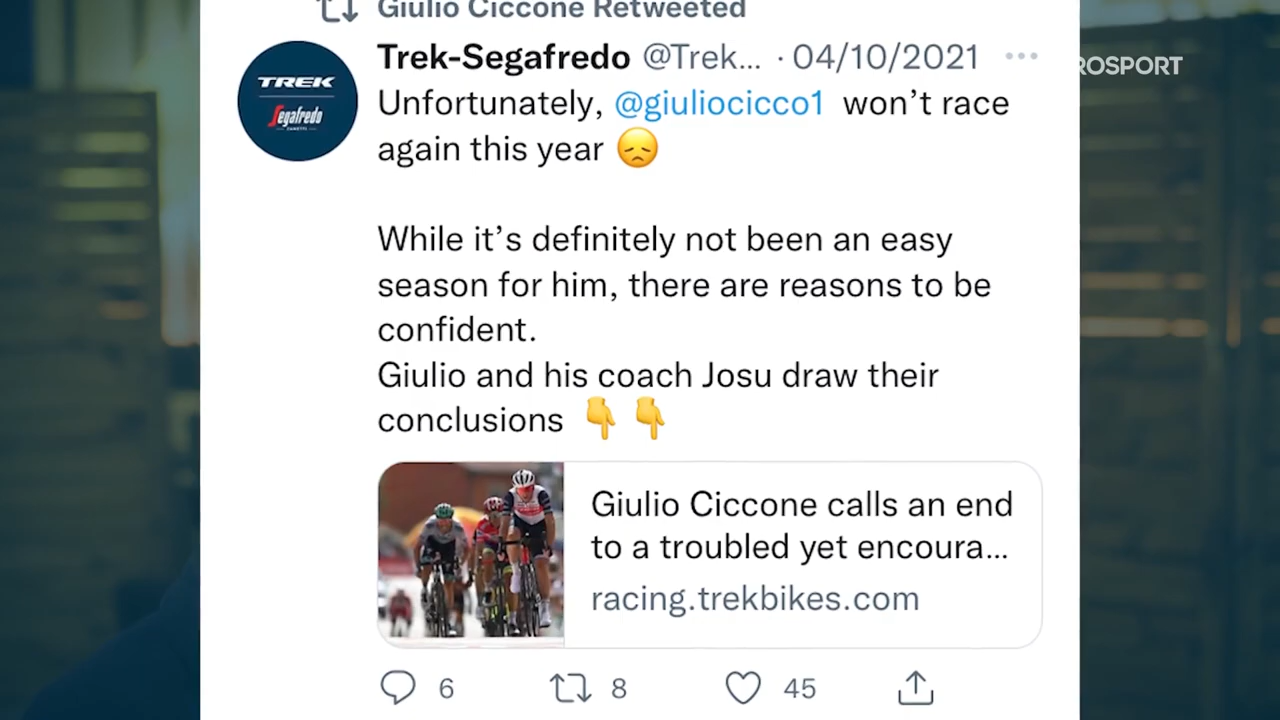 Giulio Ciccone Retweeted
Trek-Segafredo @Trek... · 04/10/2021
ROSPORT
TREK
Segafredo
ZANETTI
Unfortunately, @giuliocicco1 won’t race
again this year 😞
While it’s definitely not been an easy
season for him, there are reasons to be
confident.
Giulio and his coach Josu draw their
conclusions 👇 👇
Giulio Ciccone calls an end
to a troubled yet encoura...
racing.trekbikes.com
6 8 45